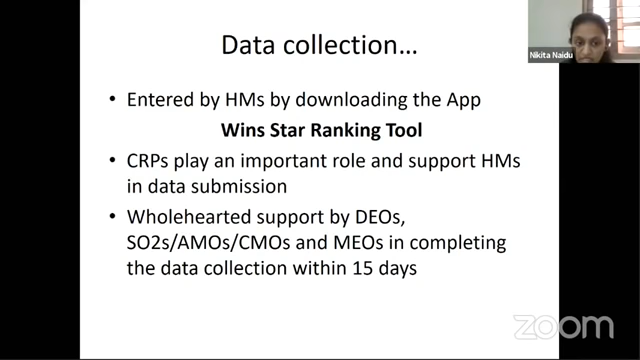 Data collection...
Nikita Naidu
• Entered by HMs by downloading the App
Wins Star Ranking Tool
• CRPs play an important role and support HMs
in data submission
• Wholehearted support by DEOs,
SO2s/AMOs/CMOs and MEOs in completing
the data collection within 15 days
zoom